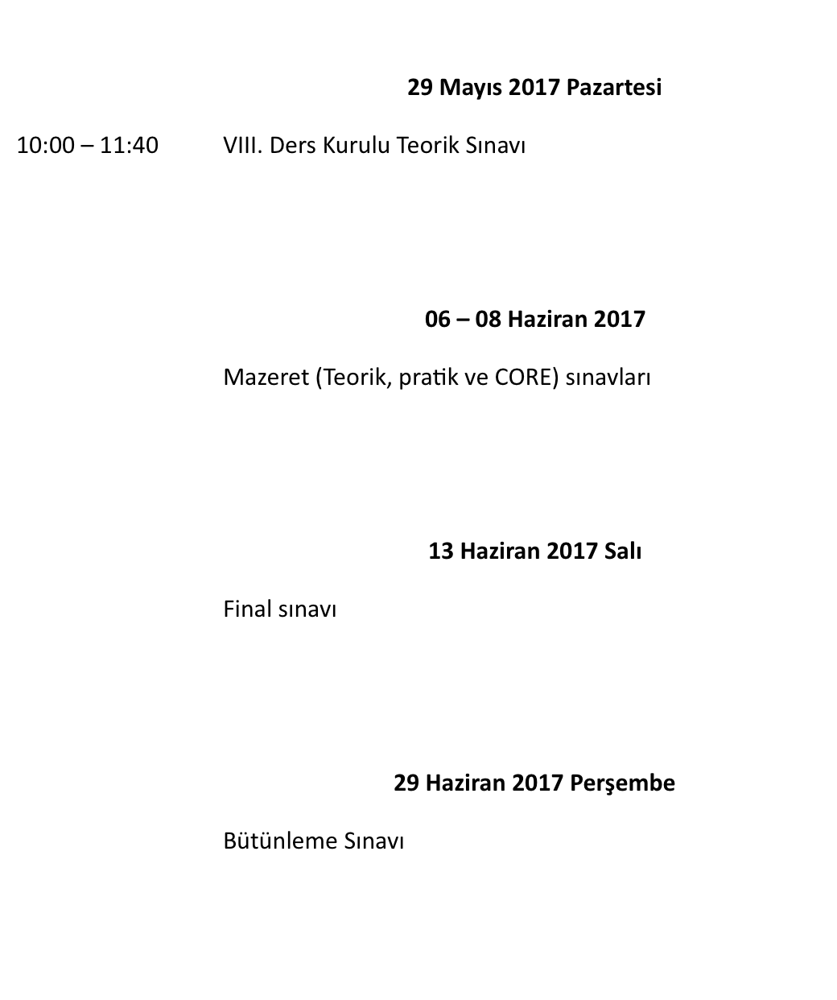 29 Mayıs 2017 Pazartesi
10:00 – 11:40 VIII. Ders Kurulu Teorik Sınavı
06 – 08 Haziran 2017
Mazeret (Teorik, pratik ve CORE) sınavları
13 Haziran 2017 Salı
Final sınavı
29 Haziran 2017 Perşembe
Bütünleme Sınavı